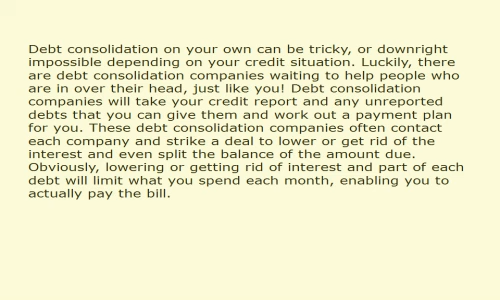 Debt consolidation on your own can be tricky, or downright
impossible depending on your credit situation. Luckily, there
are debt consolidation companies waiting to help people who
are in over their head, just like you! Debt consolidation
companies will take your credit report and any unreported
debts that you can give them and work out a payment plan
for you. These debt consolidation companies often contact
each company and strike a deal to lower or get rid of the
interest and even split the balance of the amount due.
Obviously, lowering or getting rid of interest and part of each
debt will limit what you spend each month, enabling you to
actually pay the bill.